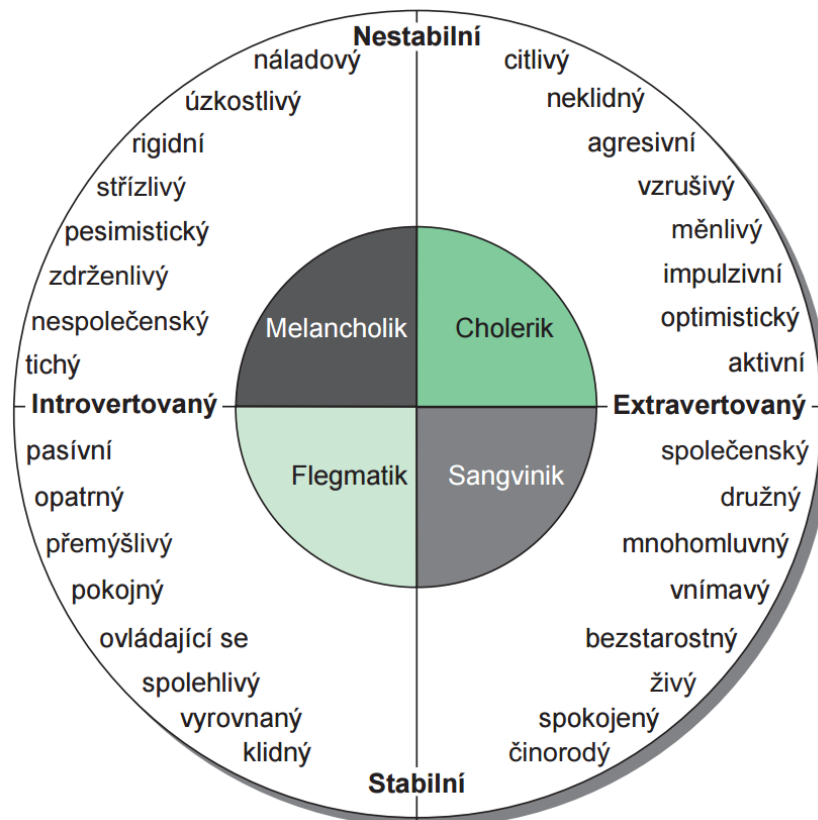 Nestabilní
náladový
citlivý
úzkostlivý
neklidný
rigidní
agresivní
střízlivý
vzrušivý
pesimistický
měnlivý
zdrženlivý
impulzivní
nespolečenský
optimistický
Melancholik
Cholerik
tichý
aktivní
Introvertovaný
Extravertovaný
pasívní
společenský
Flegmatik
Sangvinik
opatrný
družný
přemýšlivý
mnohomluvný
pokojný
vnímavý
ovládající se
bezstarostný
spolehlivý
živý
vyrovnaný
spokojený
klidný
činorodý
Stabilní